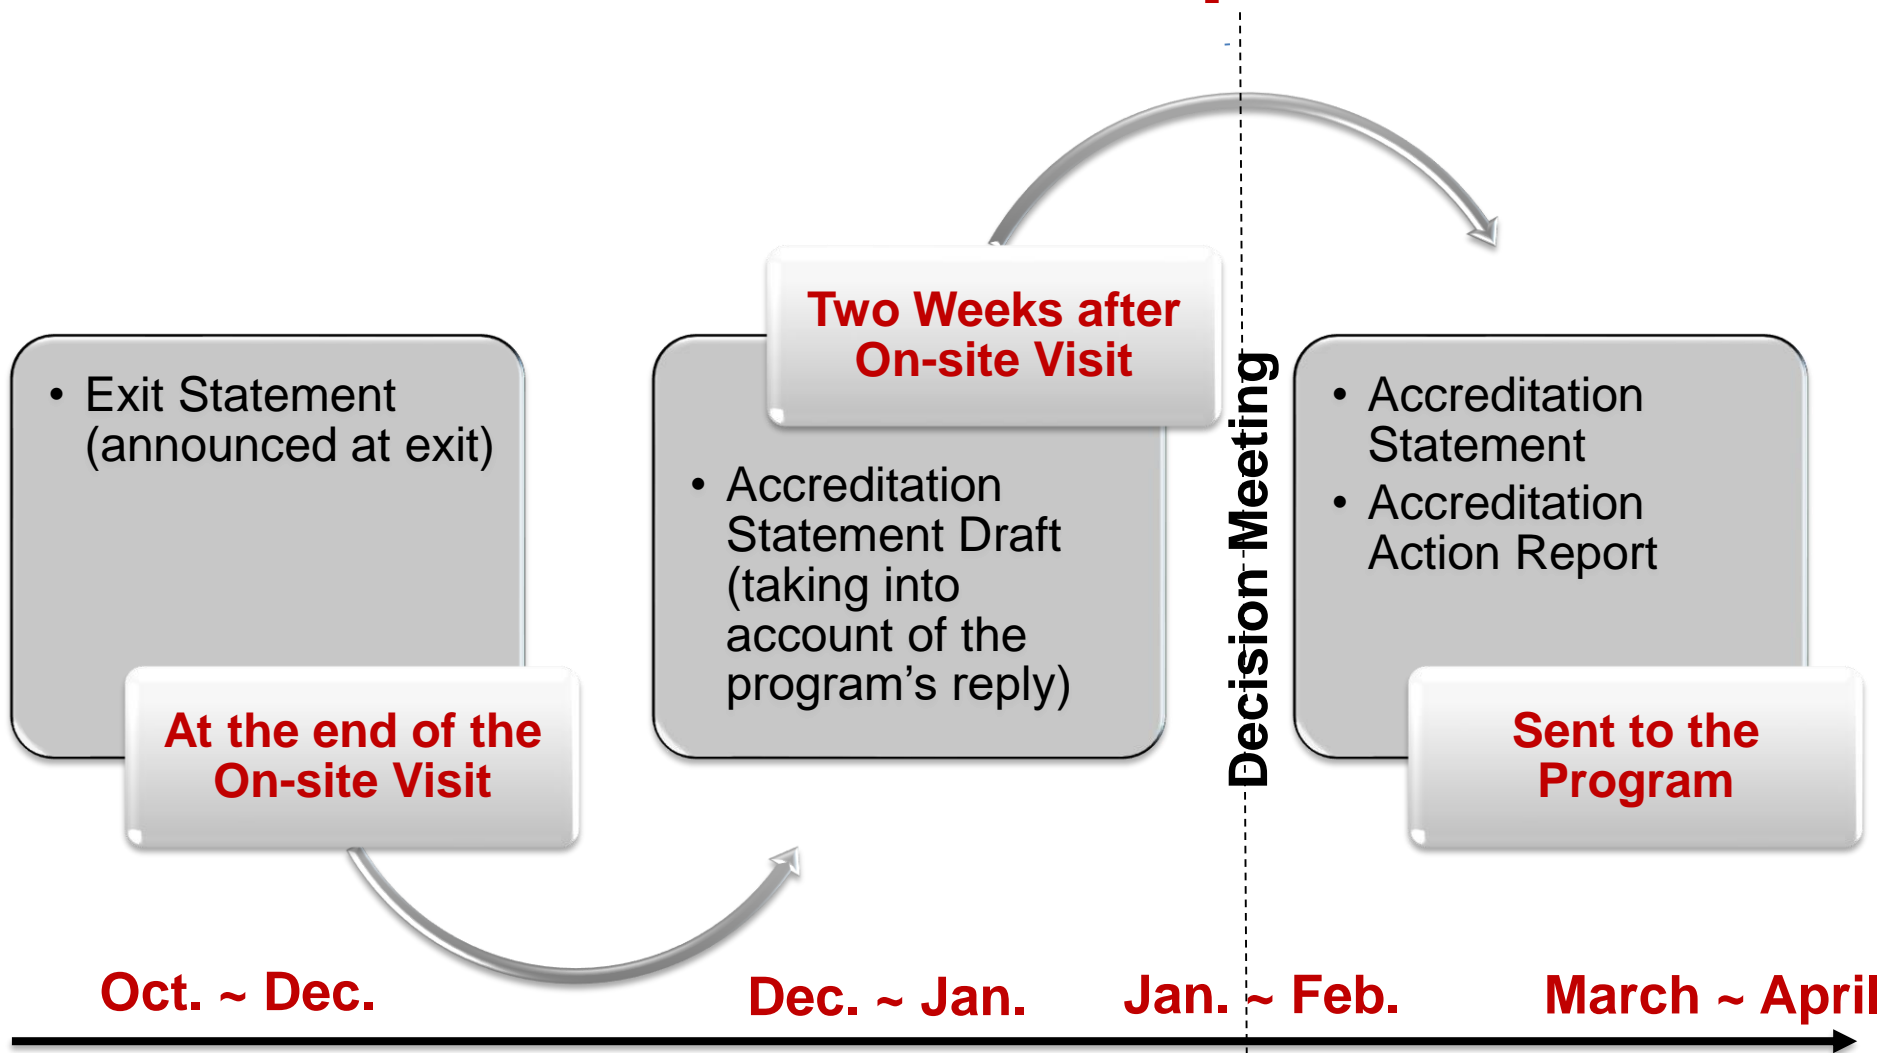 • Exit Statement
(announced at exit)
At the end of the
On-site Visit
Two Weeks after
On-site Visit
• Accreditation
Statement Draft
(taking into
account of the
program’s reply)
Decision Meeting
• Accreditation
Statement
• Accreditation
Action Report
Sent to the
Program
Oct. ~ Dec.
Dec. ~ Jan.
Jan. ~ Feb.
March ~ April